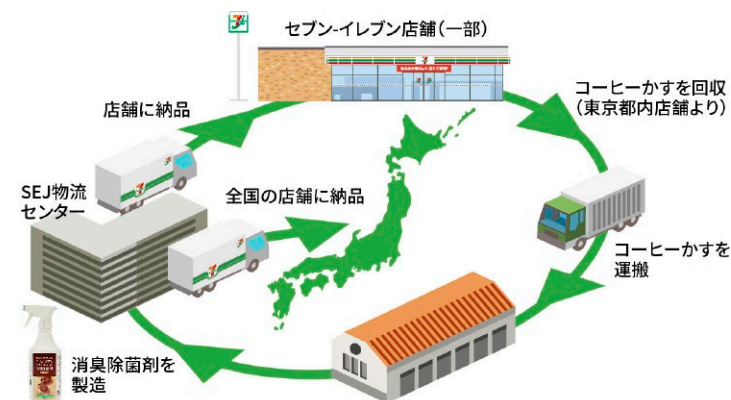 セブン-イレブン店舗(一部)
店舗に納品
コーヒーかすを回収
(東京都内店舗より)
SEJ物流
センター
全国の店舗に納品
コーヒーかすを
運搬
消臭除菌剤を
製造